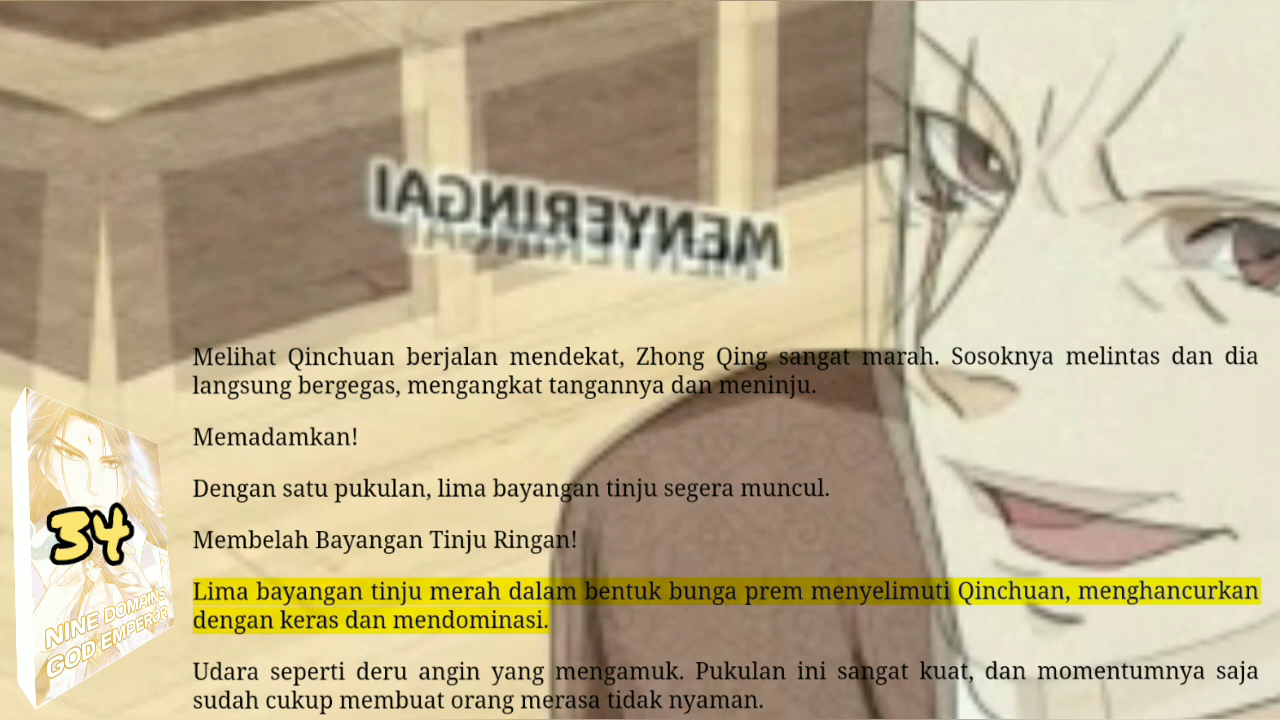 MENYERINGAI
Melihat Qinchuan berjalan mendekat, Zhong Qing sangat marah. Sosoknya melintas dan dia
langsung bergegas, mengangkat tangannya dan meninju.
Memadamkan!
Dengan satu pukulan, lima bayangan tinju segera muncul.
Membelah Bayangan Tinju Ringan!
Lima bayangan tinju merah dalam bentuk bunga prem menyelimuti Qinchuan, menghancurkan
dengan keras dan mendominasi.
Udara seperti deru angin yang mengamuk. Pukulan ini sangat kuat, dan momentumnya saja
sudah cukup membuat orang merasa tidak nyaman.
34
NINE DOMAINS
GOD EMPEROR